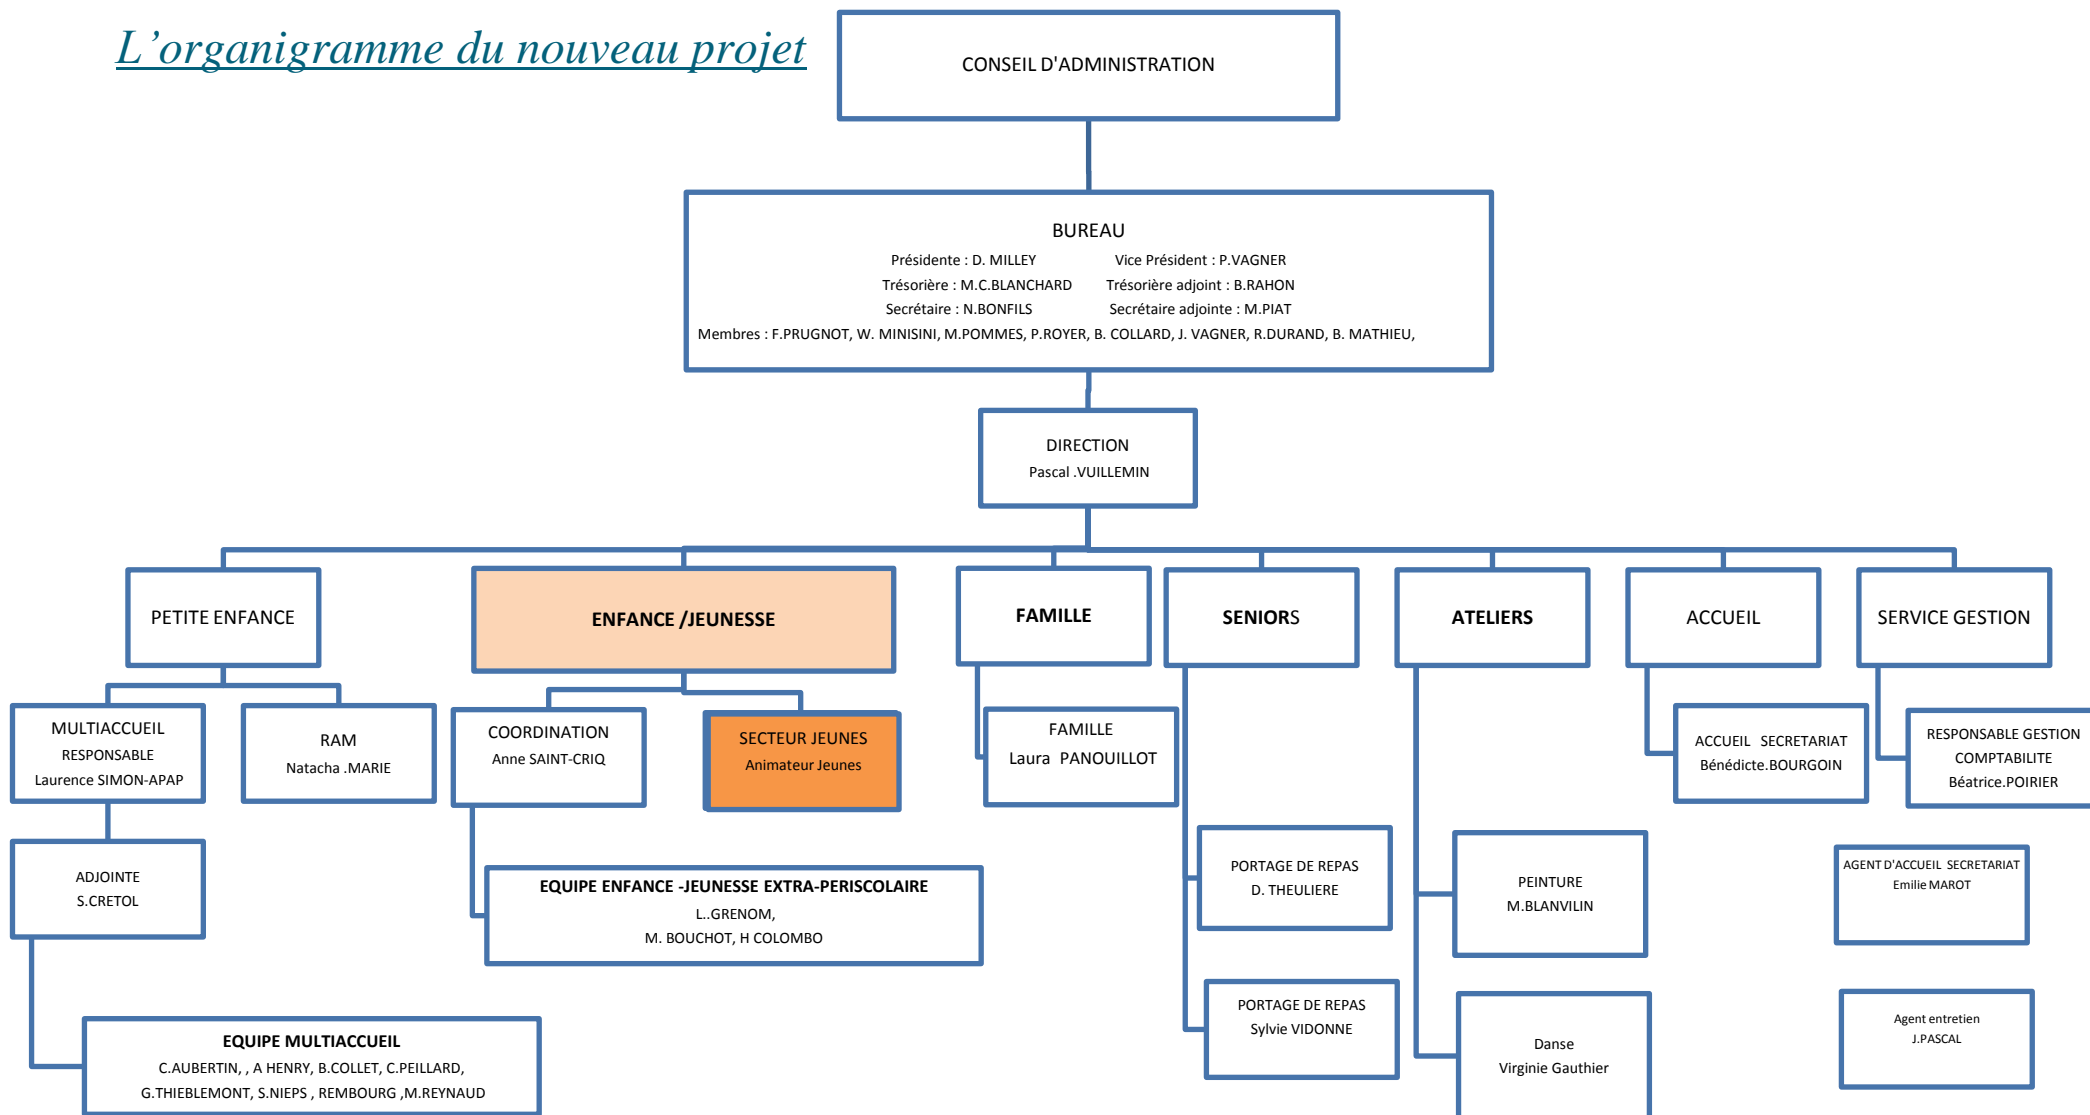 L’organigramme du nouveau projet
CONSEIL D'ADMINISTRATION
BUREAU
Présidente : D. MILLEY Vice Président : P.VAGNER
Trésorière : M.C.BLANCHARD Trésorière adjoint : B.RAHON
Secrétaire : N.BONFILS Secrétaire adjointe : M.PIAT
Membres : F.PRUGNOT, W. MINISINI, M.POMMES, P.ROYER, B. COLLARD, J. VAGNER, R.DURAND, B. MATHIEU,
DIRECTION
Pascal .VUILLEMIN
PETITE ENFANCE
ENFANCE /JEUNESSE
FAMILLE
SENIORS
ATELIERS
ACCUEIL
SERVICE GESTION
MULTIACCUEIL
RESPONSABLE
Laurence SIMON-APAP
RAM
Natacha .MARIE
COORDINATION
Anne SAINT-CRIQ
SECTEUR JEUNES
Animateur Jeunes
FAMILLE
Laura PANOUILLOT
ACCUEIL SECRETARIAT
Bénédicte.BOURGOIN
RESPONSABLE GESTION
COMPTABILITE
Béatrice.POIRIER
ADJOINTE
S.CRETOL
EQUIPE ENFANCE -JEUNESSE EXTRA-PERISCOLAIRE
L..GRENOM,
M. BOUCHOT, H COLOMBO
PORTAGE DE REPAS
D. THEULIERE
PEINTURE
M.BLANVILIN
AGENT D'ACCUEIL SECRETARIAT
Emilie MAROT
PORTAGE DE REPAS
Sylvie VIDONNE
Danse
Virginie Gauthier
Agent entretien
J.PASCAL
EQUIPE MULTIACCUEIL
C.AUBERTIN, , A HENRY, B.COLLET, C.PEILLARD,
G.THIEBLEMONT, S.NIEPS , REMBOURG ,M.REYNAUD